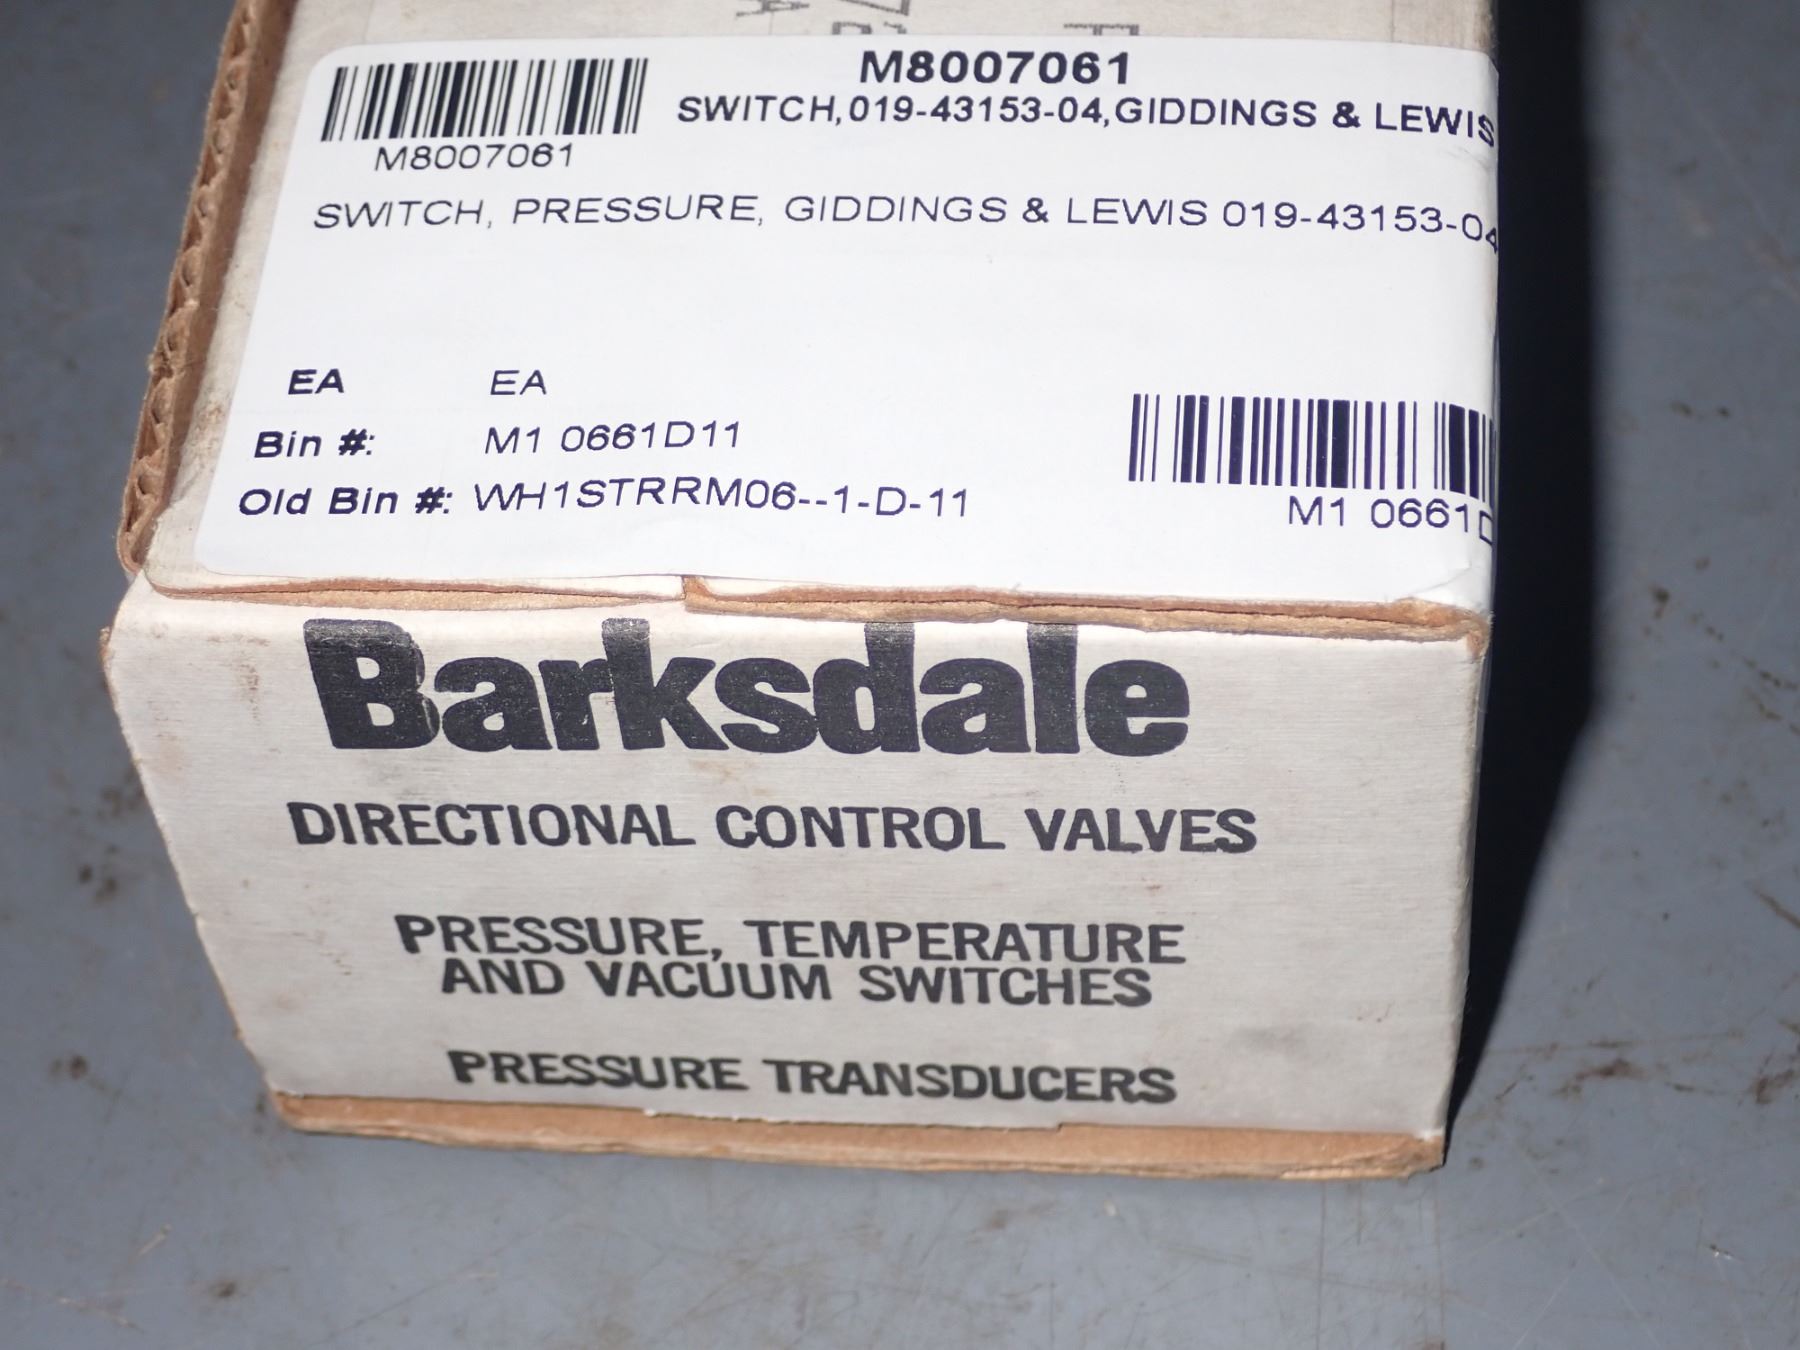 M8007061
SWITCH,019-43153-04,GIDDINGS & LEWIS
M8007061
SWITCH, PRESSURE, GIDDINGS & LEWIS 019-43153-04
EA EA
Bin #: M1 0661D11
Old Bin #: WH1STRRM06--1-D-11
M1 0661D
Barksdale
DIRECTIONAL CONTROL VALVES
PRESSURE, TEMPERATURE
AND VACUUM SWITCHES
PRESSURE TRANSDUCERS